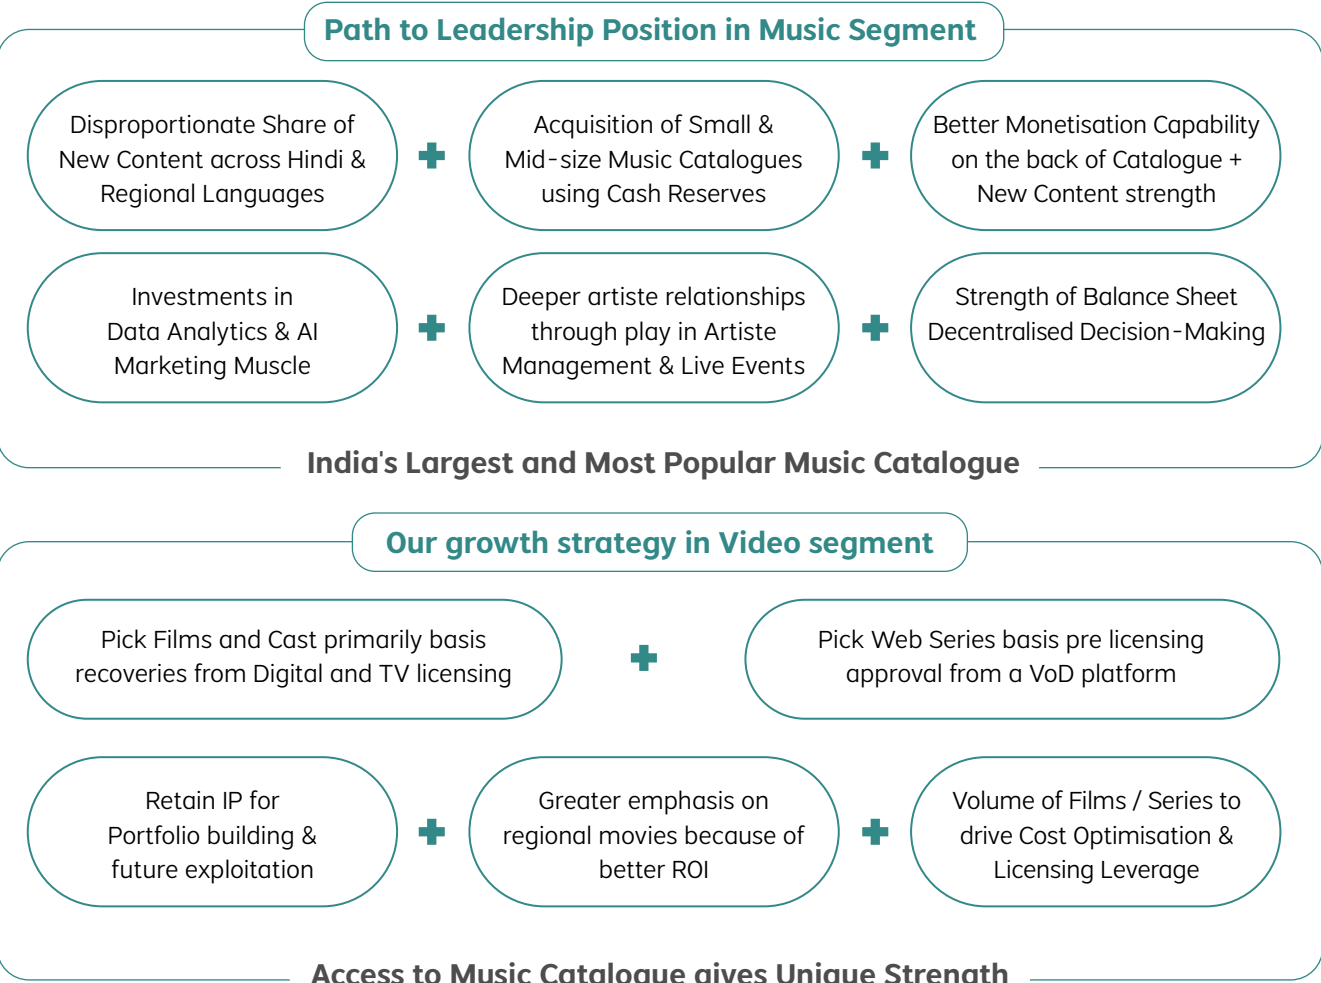 Path to Leadership Position in Music Segment
Disproportionate Share of
New Content across Hindi &
Regional Languages
Acquisition of Small &
Mid-size Music Catalogues
using Cash Reserves
Better Monetisation Capability
on the back of Catalogue +
New Content strength
Investments in
Data Analytics & AI
Marketing Muscle
Deeper artiste relationships
through play in Artiste
Management & Live Events
Strength of Balance Sheet
Decentralised Decision-Making
India's Largest and Most Popular Music Catalogue
Our growth strategy in Video segment
Pick Films and Cast primarily basis
recoveries from Digital and TV licensing
Pick Web Series basis pre licensing
approval from a VoD platform
Retain IP for
Portfolio building &
future exploitation
Greater emphasis on
regional movies because of
better ROI
Volume of Films / Series to
drive Cost Optimisation &
Licensing Leverage
Access to Music Catalogue gives Unique Strength